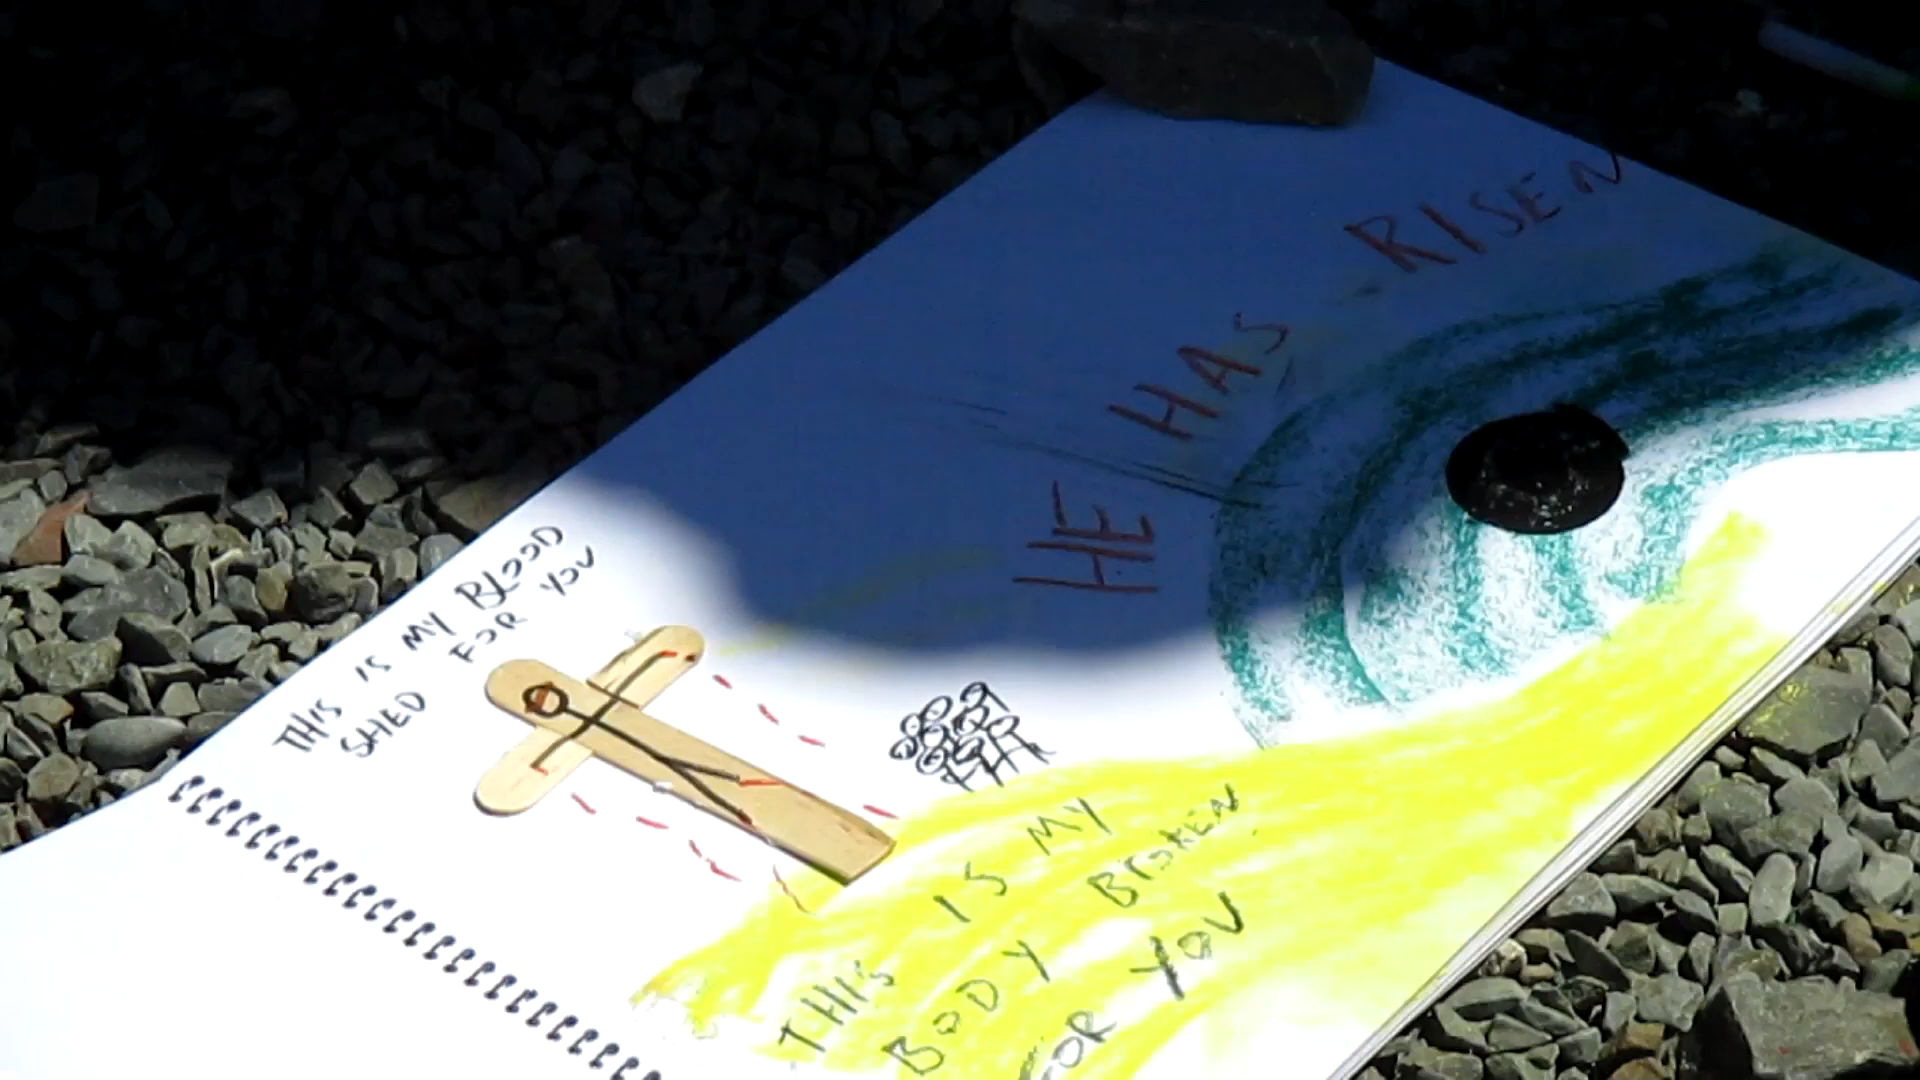 HE HAS RISEN
THIS IS MY BLOOD
SHED FOR YOU
THIS IS MY
BODY BROKEN
FOR YOU